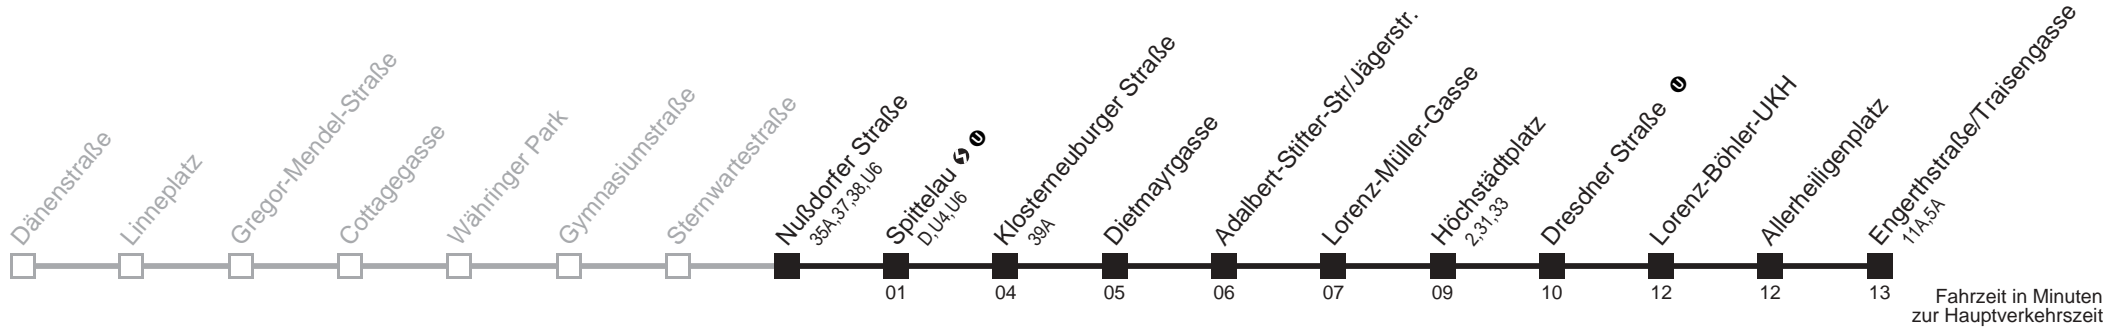 Dänenstraße
Linneplatz
Gregor-Mendel-Straße
Cottagegasse
Währinger Park
Gymnasiumstraße
Sternwartestraße
Nußdorfer Straße
35A,37,38,U6
Spittelau S U
D,U4,U6
Klosterneuburger Straße
39A
Dietmayrgasse
Adalbert-Stifter-Str/Jägerstr.
Lorenz-Müller-Gasse
Höchstädtplatz
2,31,33
Dresdner Straße U
Lorenz-Böhler-UKH
Allerheiligenplatz
Engerthstraße/Traisengasse
11A,5A
01 04 05 06 07 09 10 12 12 13
Fahrzeit in Minuten
zur Hauptverkehrszeit